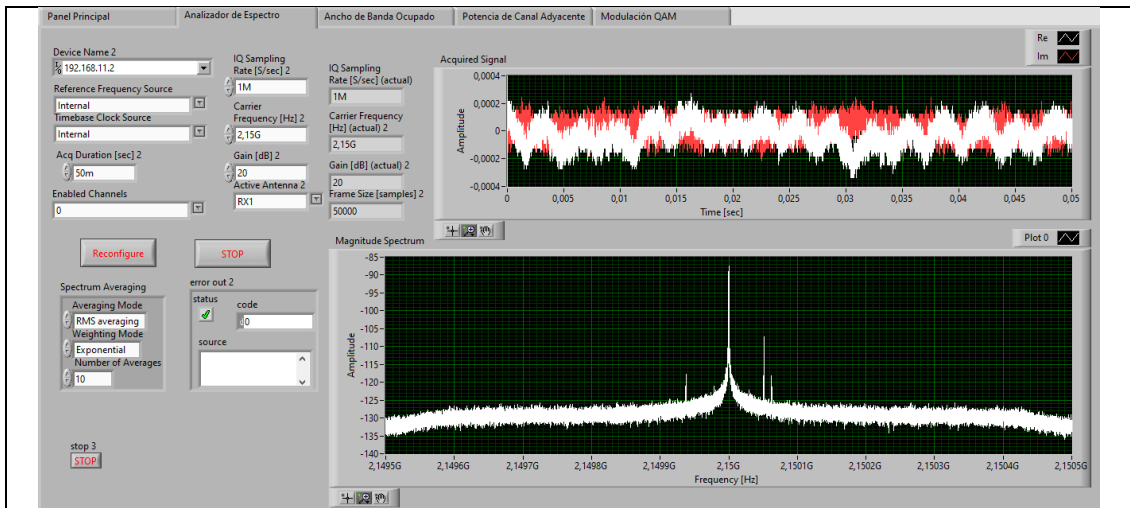 Panel Principal
Analizador de Espectro
Ancho de Banda Ocupado
Potencia de Canal Adyacente
Modulación QAM
Device Name 2
192.168.11.2
Reference Frequency Source
Internal
Timebase Clock Source
Internal
Acq Duration [sec] 2
50m
Enabled Channels
0
IQ Sampling
Rate [S/sec] 2
1M
Carrier
Frequency [Hz] 2
2,15G
Gain [dB] 2
20
Active Antenna 2
RX1
IQ Sampling
Rate [S/sec] (actual)
1M
Carrier Frequency
[Hz] (actual) 2
2,15G
Gain [dB] (actual) 2
20
Frame Size [samples] 2
50000
Reconfigure
STOP
Spectrum Averaging
Averaging Mode
RMS averaging
Weighting Mode
Exponential
Number of Averages
10
error out 2
status
code
0
source
stop 3
STOP
Acquired Signal
Re
Im
Amplitude
0,0004
0,0002
0
-0,0002
-0,0004
0 0,005 0,01 0,015 0,02 0,025 0,03 0,035 0,04 0,045 0,05
Time [sec]
Magnitude Spectrum
Plot 0
Amplitude
-85
-90
-95
-100
-105
-110
-115
-120
-125
-130
-135
-140
2,1495G 2,1496G 2,1497G 2,1498G 2,1499G 2,15G 2,1501G 2,1502G 2,1503G 2,1504G 2,1505G
Frequency [Hz]